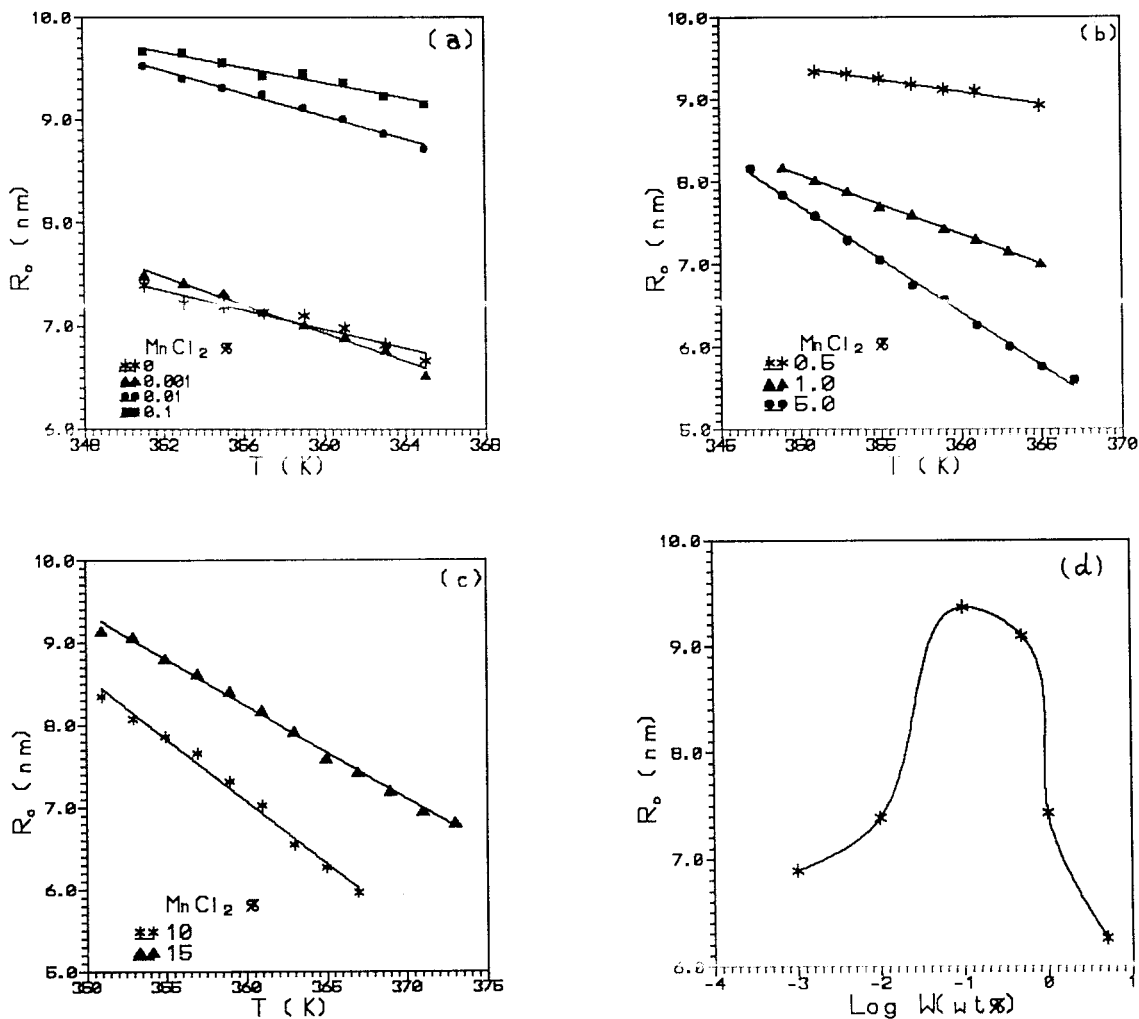 (a)
10.0
9.0
8.0
7.0
6.0
R₀ (nm)
MnCl₂ %
0
0.001
0.01
0.1
348 352 356 360 364 368
T (K)
(b)
10.0
9.0
8.0
7.0
6.0
5.0
R₀ (nm)
MnCl₂ %
0.5
1.0
5.0
345 350 355 360 365 370
T (K)
(c)
10.0
9.0
8.0
7.0
6.0
5.0
R₀ (nm)
MnCl₂ %
10
15
350 355 360 365 370 375
T (K)
(d)
10.0
9.0
8.0
7.0
6.0
R₀ (nm)
-4 -3 -2 -1 0 1
Log W(wt%)